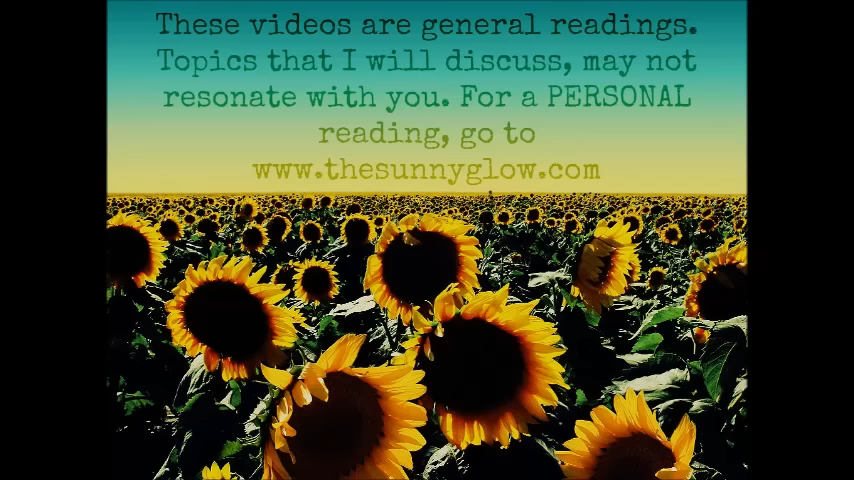 These videos are general readings.
Topics that I will discuss, may not
resonate with you. For a PERSONAL
reading, go to
www.thesunnyglow.com